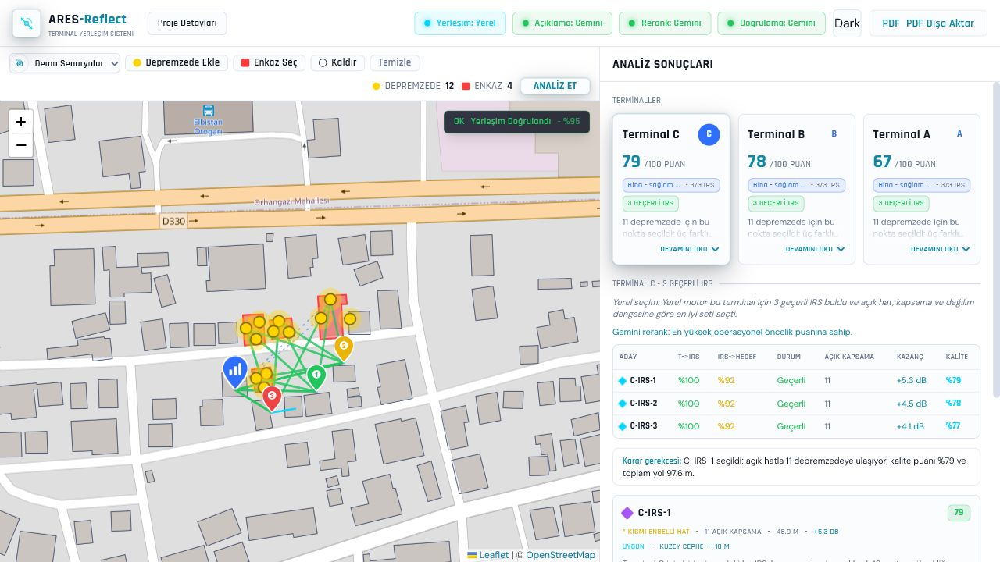 ARES-Reflect
TERMİNAL YERLEŞİM SİSTEMİ
Proje Detayları
Yerleşim: Yerel
Açıklama: Gemini
Rerank: Gemini
Doğrulama: Gemini
Dark
PDF PDF Dışa Aktar
Demo Senaryolar
Depremzede Ekle
Enkaz Seç
Kaldır
Temizle
DEPREMZEDE 12
ENKAZ 4
ANALİZ ET
+
−
Elbistan
Otogarı
OK Yerleşim Doğrulandı - %95
Orhangazi Mahallesi
D330
2
1
3
Leaflet | © OpenStreetMap
ANALİZ SONUÇLARI
TERMİNALLER
Terminal C
C
79 /100 PUAN
Bina - sağlam ... - 3/3 IRS
3 GEÇERLİ IRS
11 depremzede için bu
nokta seçildi; üç farklı...
DEVAMINI OKU
Terminal B
B
78 /100 PUAN
Bina - sağlam ... - 3/3 IRS
3 GEÇERLİ IRS
11 depremzede için bu
nokta seçildi; üç farklı...
DEVAMINI OKU
Terminal A
A
67 /100 PUAN
Bina - sağlam ... - 3/3 IRS
3 GEÇERLİ IRS
11 depremzede için bu
nokta seçildi; üç farklı...
DEVAMINI OKU
TERMİNAL C - 3 GEÇERLİ IRS
Yerel seçim: Yerel motor bu terminal için 3 geçerli IRS buldu ve açık hat, kapsama ve dağılım
dengesine göre en iyi seti seçti.
Gemini rerank: En yüksek operasyonel öncelik puanına sahip.
ADAY T->IRS IRS->HEDEF DURUM AÇIK KAPSAMA KAZANÇ KALİTE
C-IRS-1 %100 %92 Geçerli 11 +5.3 dB %79
C-IRS-2 %100 %92 Geçerli 11 +4.5 dB %78
C-IRS-3 %100 %92 Geçerli 11 +4.1 dB %77
Karar gerekcesi: C-IRS-1 seçildi; açık hatla 11 depremzedeye ulaşıyor, kalite puanı %79 ve
toplam yol 97.6 m.
C-IRS-1
79
* KISMİ ENGELLİ HAT - 11 AÇIK KAPSAMA - 48.9 M - +5.3 DB
UYGUN - KUZEY CEPHE - ~10 M